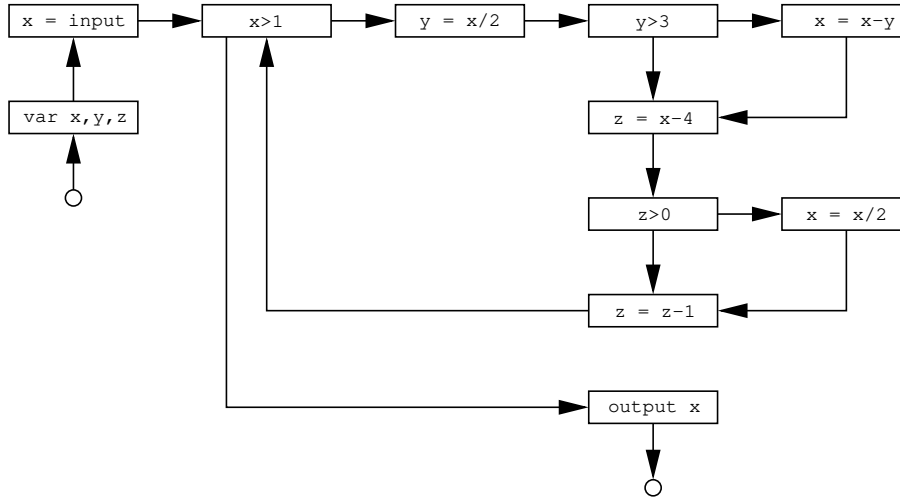 x = input
x>1
y = x/2
y>3
x = x−y
var x,y,z
z = x−4
z>0
x = x/2
z = z−1
output x